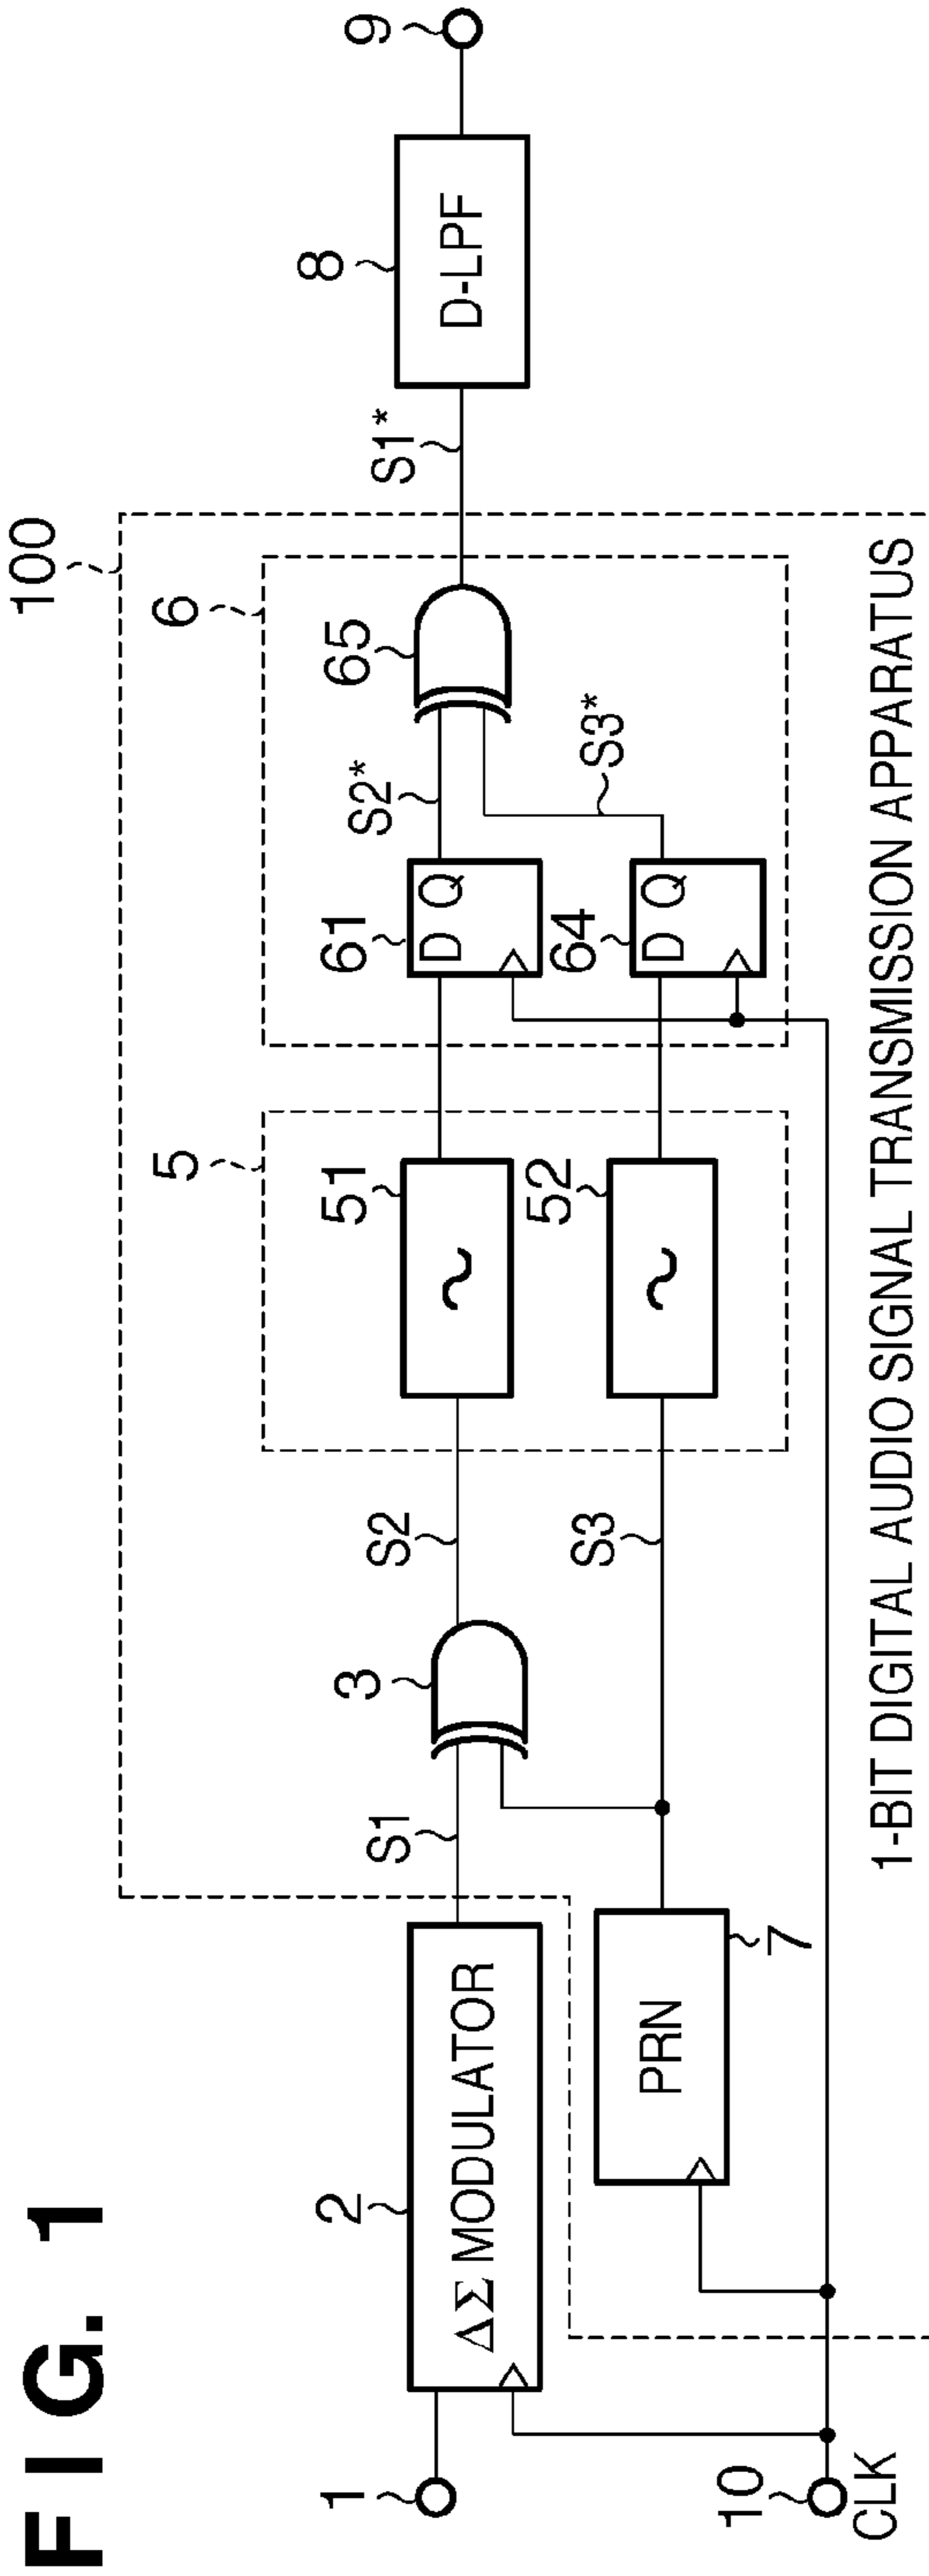 FIG. 1
100
1-BIT DIGITAL AUDIO SIGNAL TRANSMISSION APPARATUS
1
2
ΔΣ MODULATOR
S1
3
S2
5
51
~
6
61
D Q
S2*
65
S1*
8
D-LPF
9
PRN
7
S3
52
~
64
D Q
S3*
10
CLK